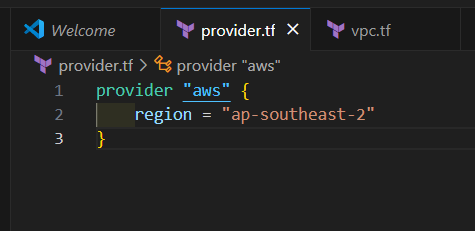 Welcome provider.tf vpc.tf
provider.tf > provider "aws"
1 provider "aws" {
2 region = "ap-southeast-2"
3 }